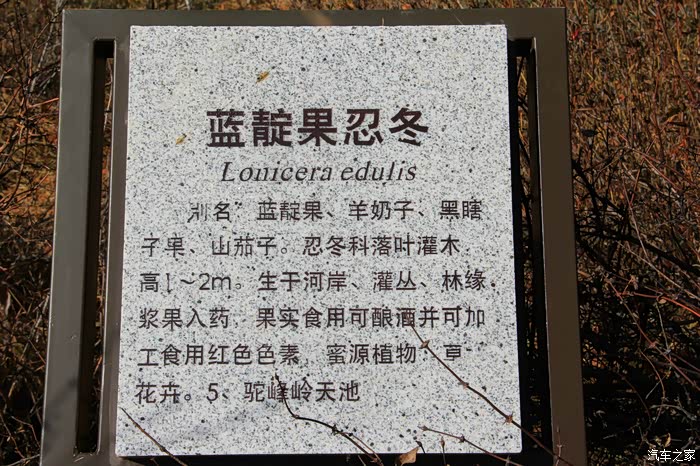 蓝靛果忍冬
Lonicera edulis
别名：蓝靛果、羊奶子、黑瞎
子果、山茄子。忍冬科落叶灌木，
高1～2m。生于河岸、灌丛、林缘。
浆果入药，果实食用可酿酒并可加
工食用红色色素，蜜源植物，草
花卉。5、驼峰岭天池
汽车之家